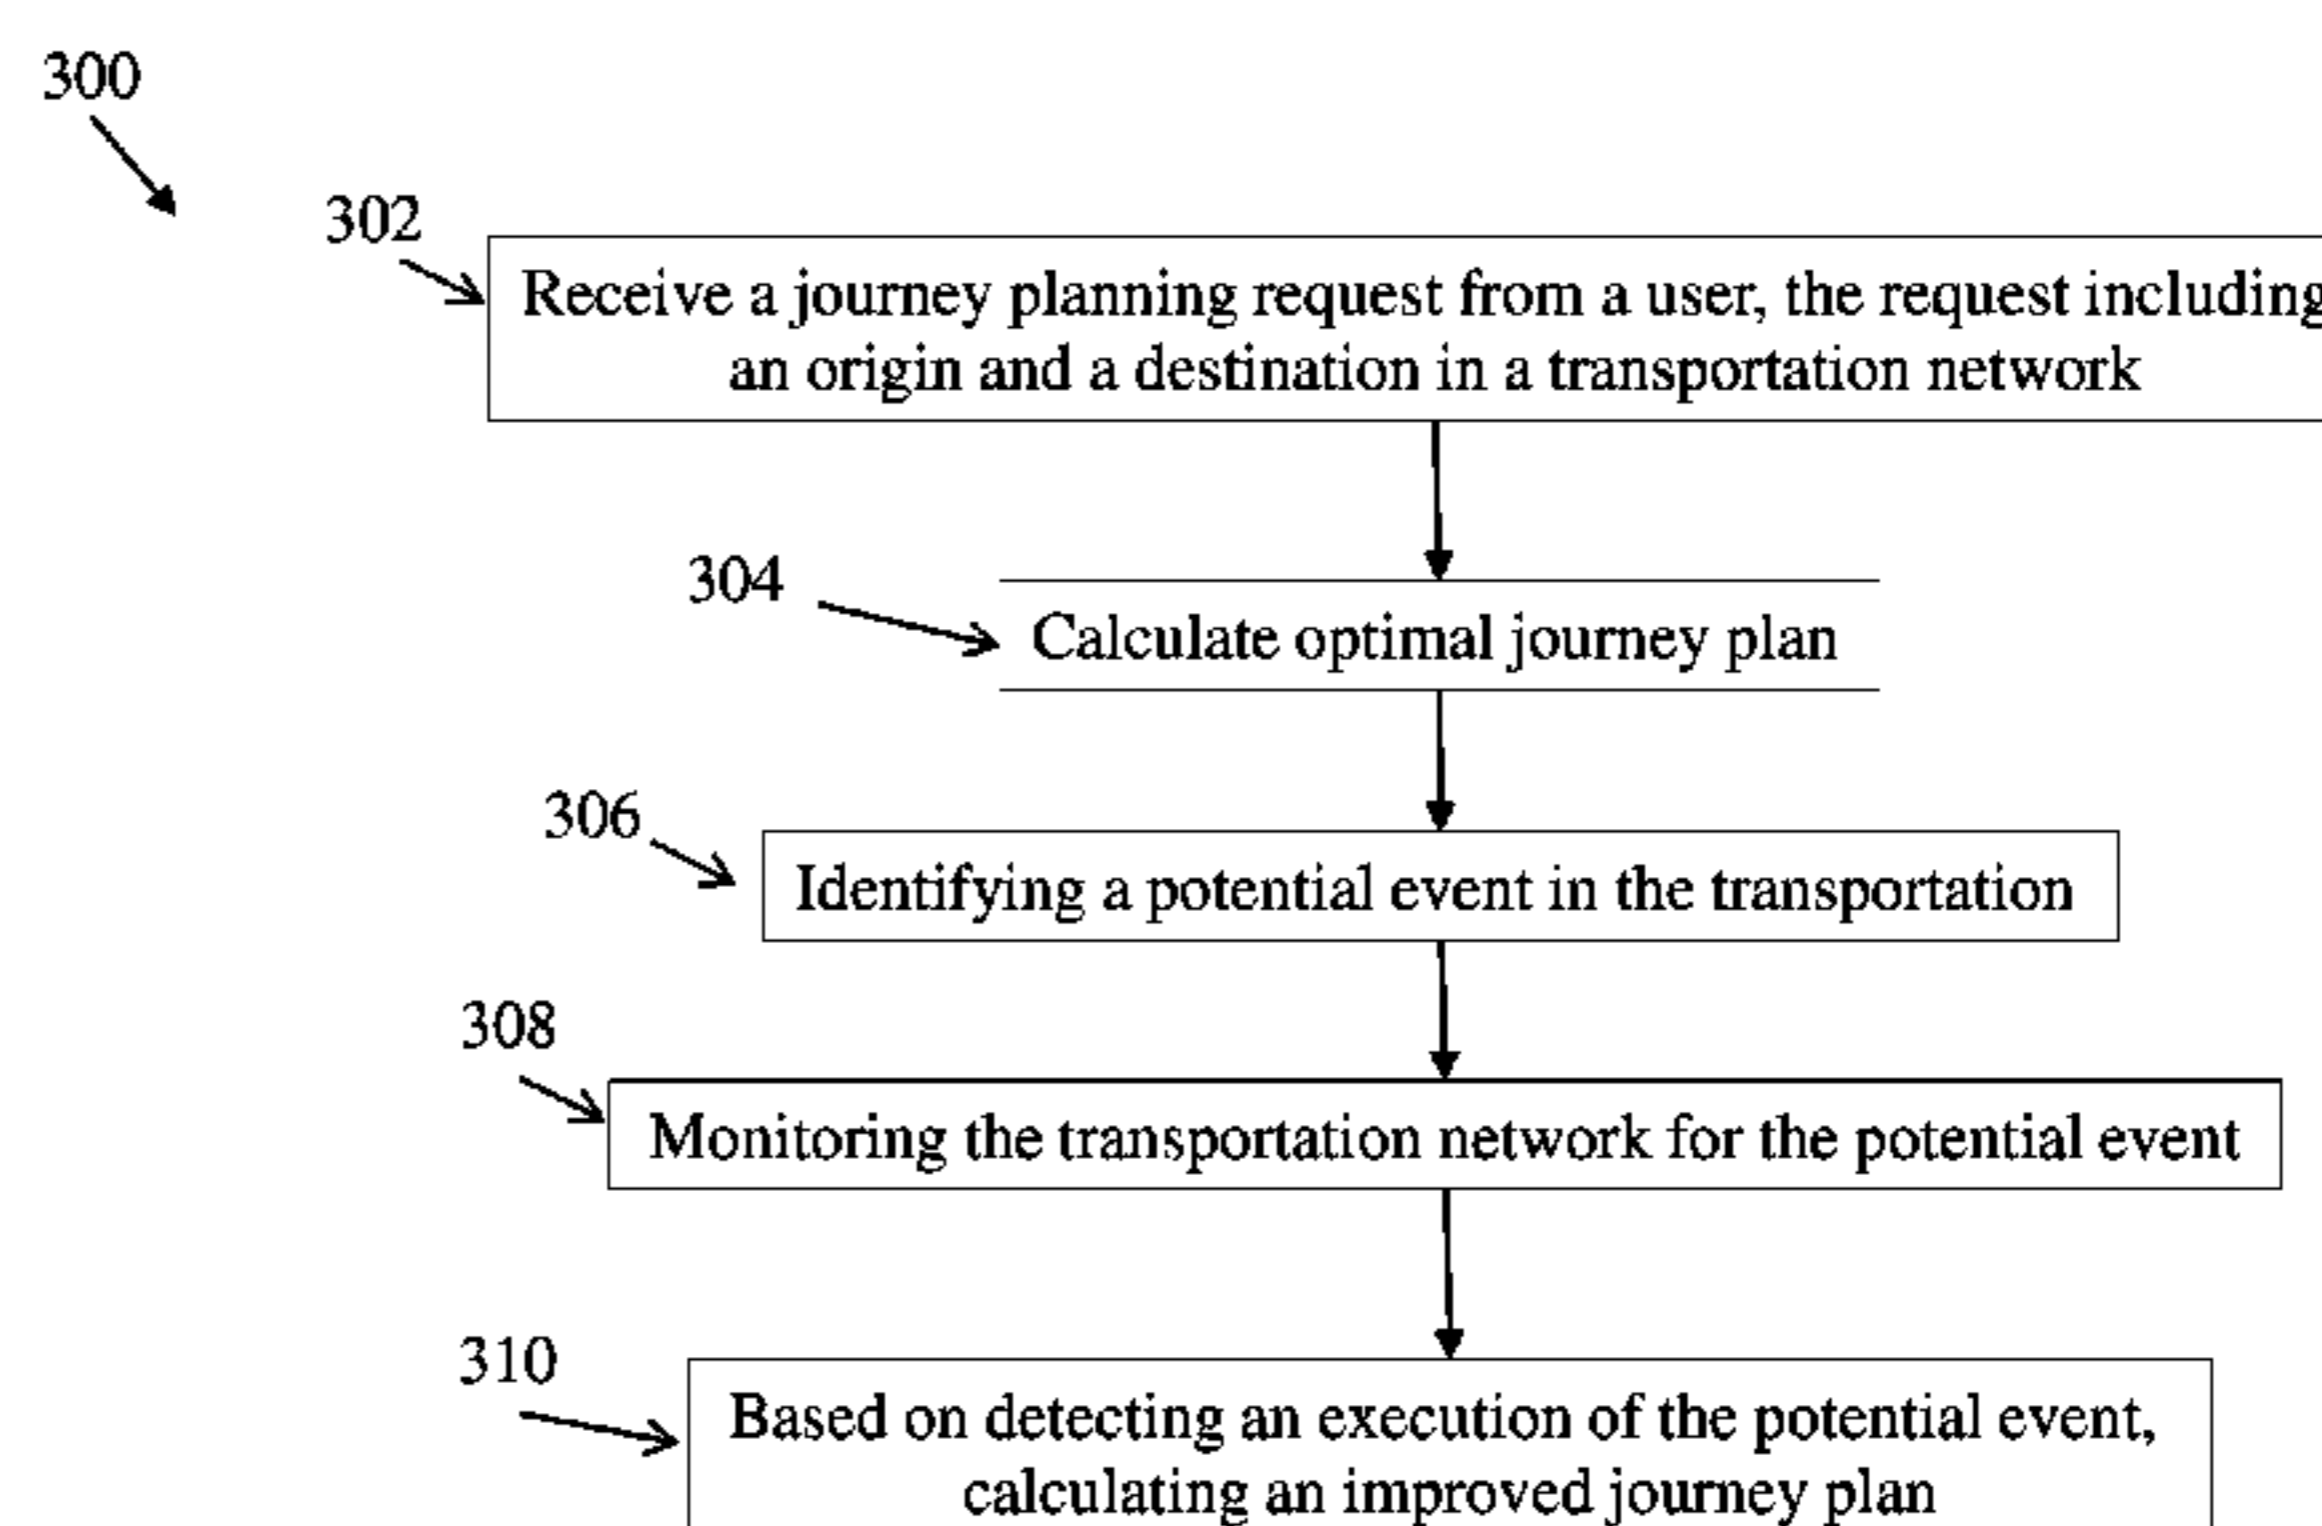 300
302
Receive a journey planning request from a user, the request including
an origin and a destination in a transportation network
304
Calculate optimal journey plan
306
Identifying a potential event in the transportation
308
Monitoring the transportation network for the potential event
310
Based on detecting an execution of the potential event,
calculating an improved journey plan